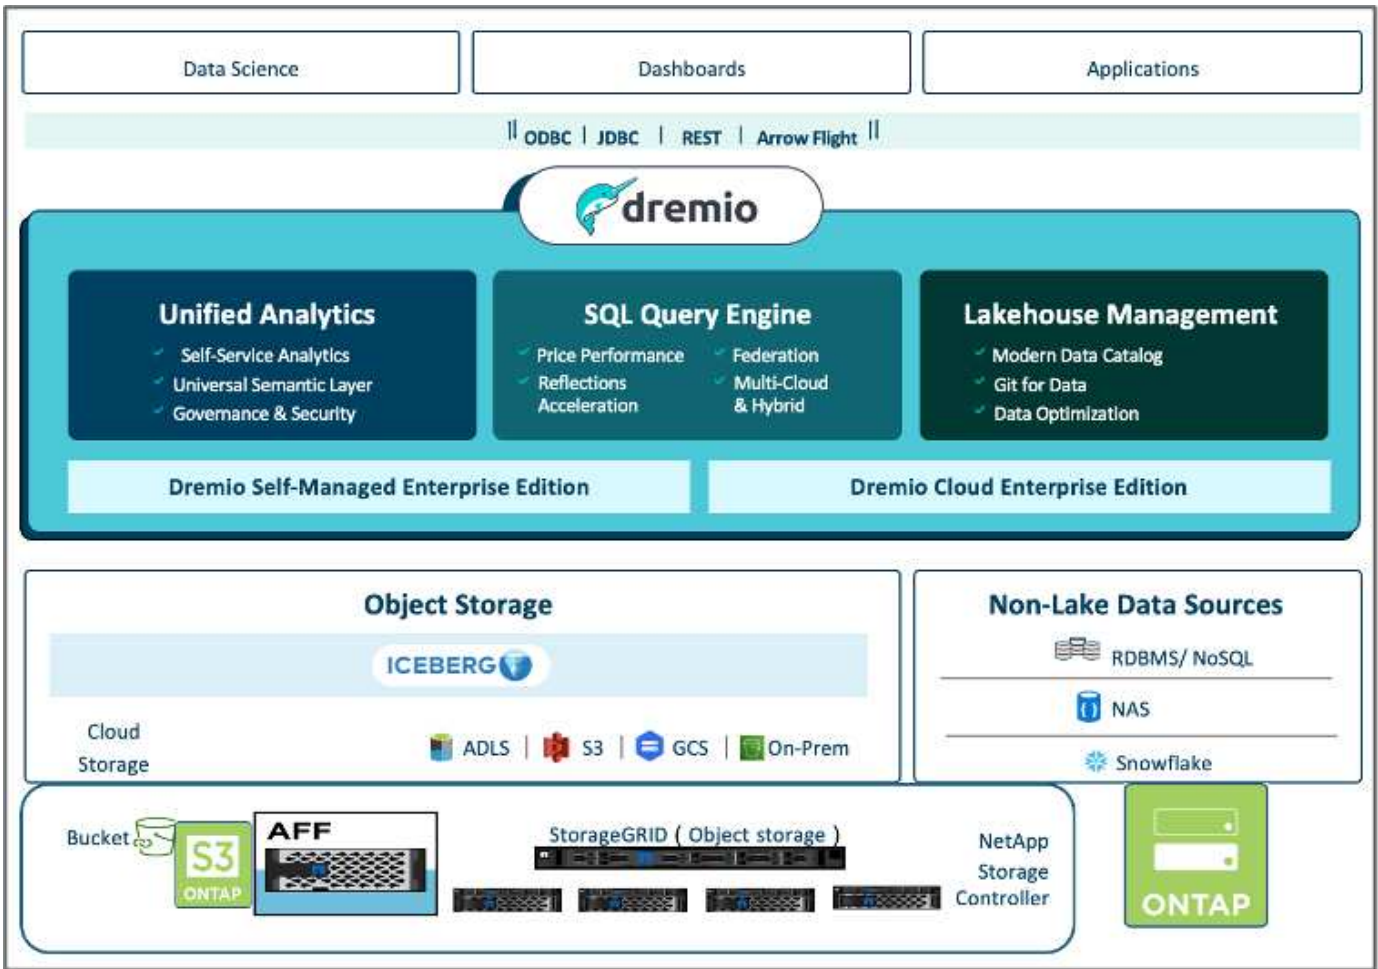 Data Science
Dashboards
Applications
|| ODBC | JDBC | REST | Arrow Flight ||
dremio
Unified Analytics
Self-Service Analytics
Universal Semantic Layer
Governance & Security
SQL Query Engine
Price Performance
Reflections
Acceleration
Federation
Multi-Cloud
& Hybrid
Lakehouse Management
Modern Data Catalog
Git for Data
Data Optimization
Dremio Self-Managed Enterprise Edition
Dremio Cloud Enterprise Edition
Object Storage
ICEBERG
Cloud
Storage
ADLS | S3 | GCS | On-Prem
Non-Lake Data Sources
RDBMS/ NoSQL
NAS
Snowflake
Bucket
S3
ONTAP
AFF
StorageGRID ( Object storage )
NetApp
Storage
Controller
ONTAP